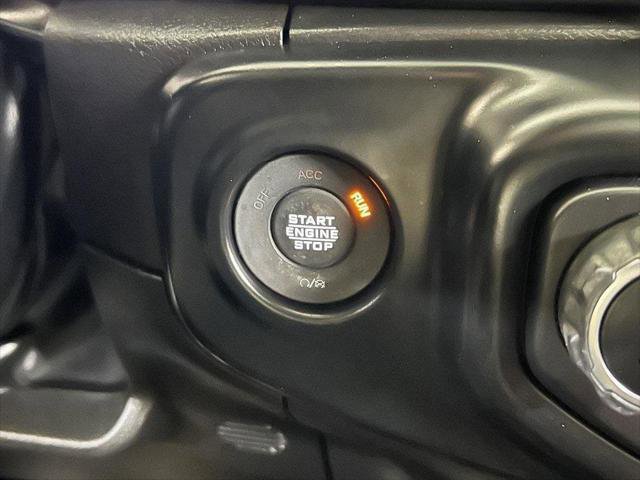 ACC
OFF
RUN
START
ENGINE
STOP